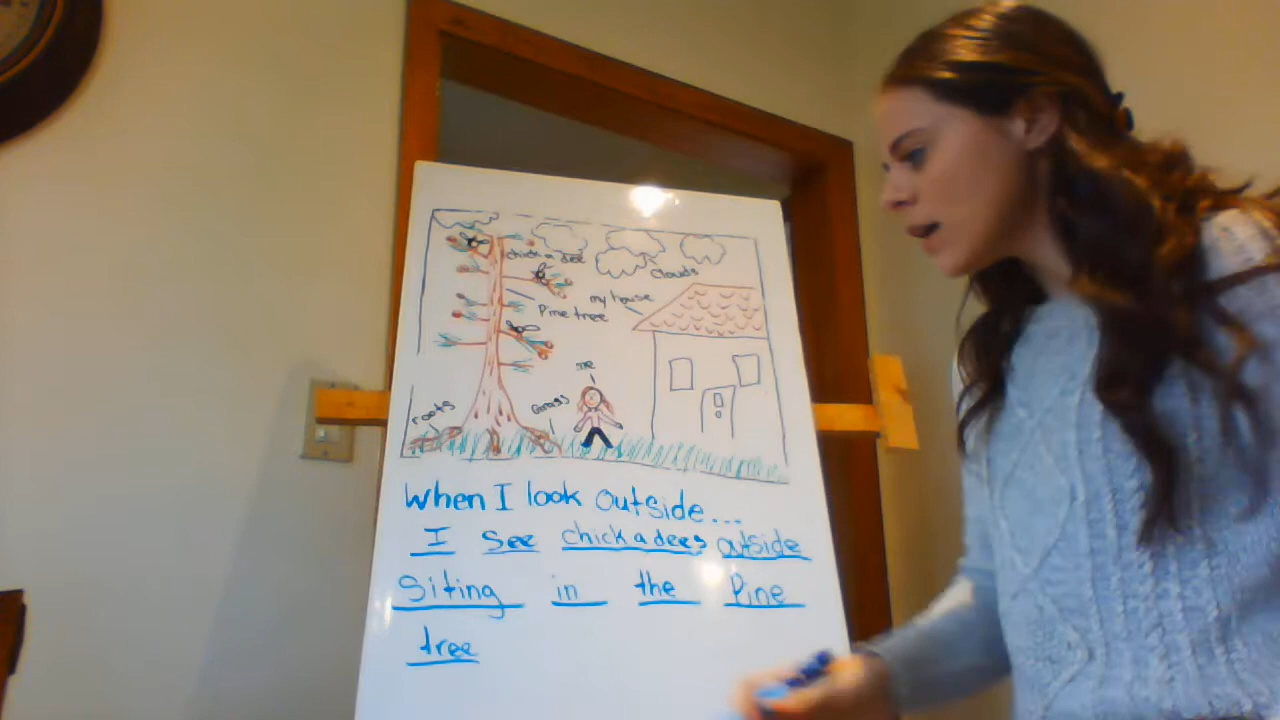 chickadee
clouds
my house
Pine tree
me
roots
Grass
When I look outside...
I see chickadees outside
siting in the Pine
tree